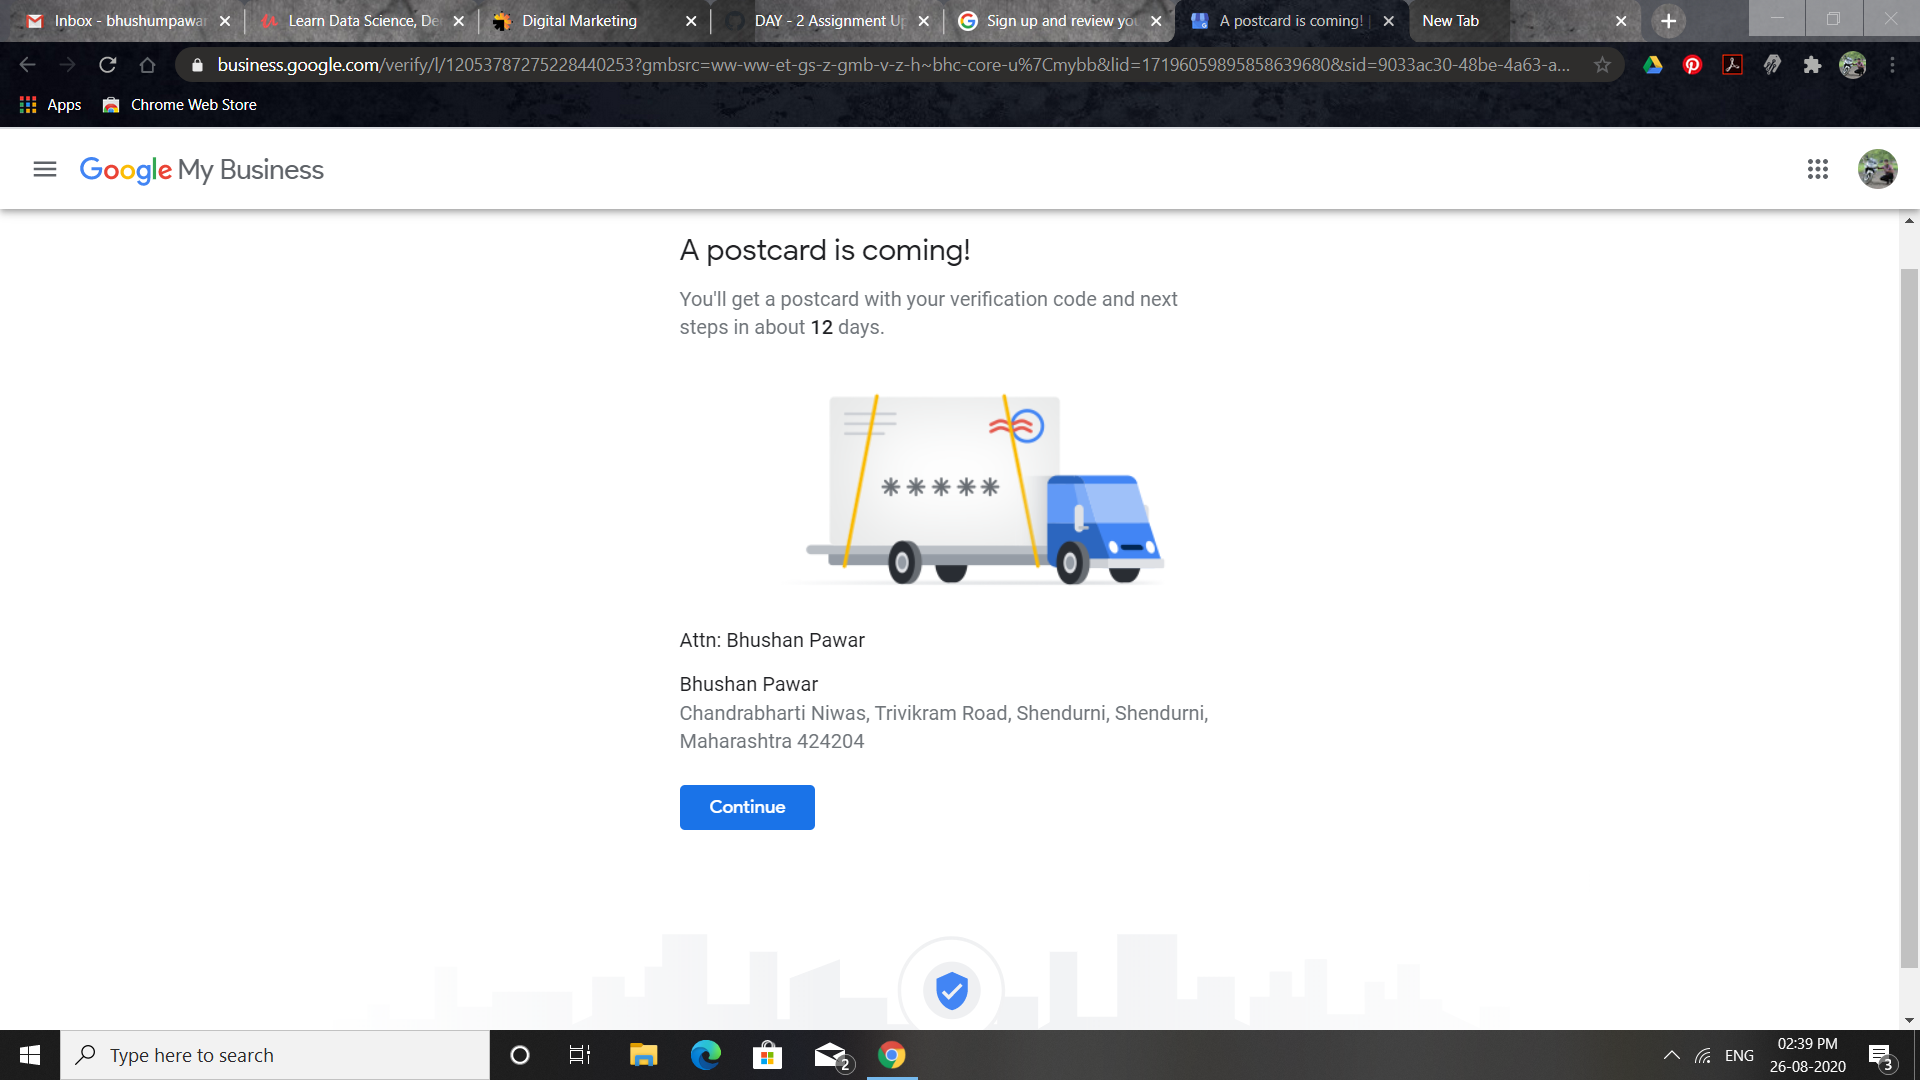 Inbox - bhushumpawar
Learn Data Science, De
Digital Marketing
DAY - 2 Assignment Up
Sign up and review you
A postcard is coming! |
New Tab
business.google.com/verify/l/12053787275228440253?gmbsrc=ww-ww-et-gs-z-gmb-v-z-h~bhc-core-u%7Cmybb&lid=17196059895858639680&sid=9033ac30-48be-4a63-a...
Apps
Chrome Web Store
Google My Business
A postcard is coming!
You'll get a postcard with your verification code and next
steps in about 12 days.
*****
Attn: Bhushan Pawar
Bhushan Pawar
Chandrabharti Niwas, Trivikram Road, Shendurni, Shendurni,
Maharashtra 424204
Continue
Type here to search
2
ENG
02:39 PM
26-08-2020
3